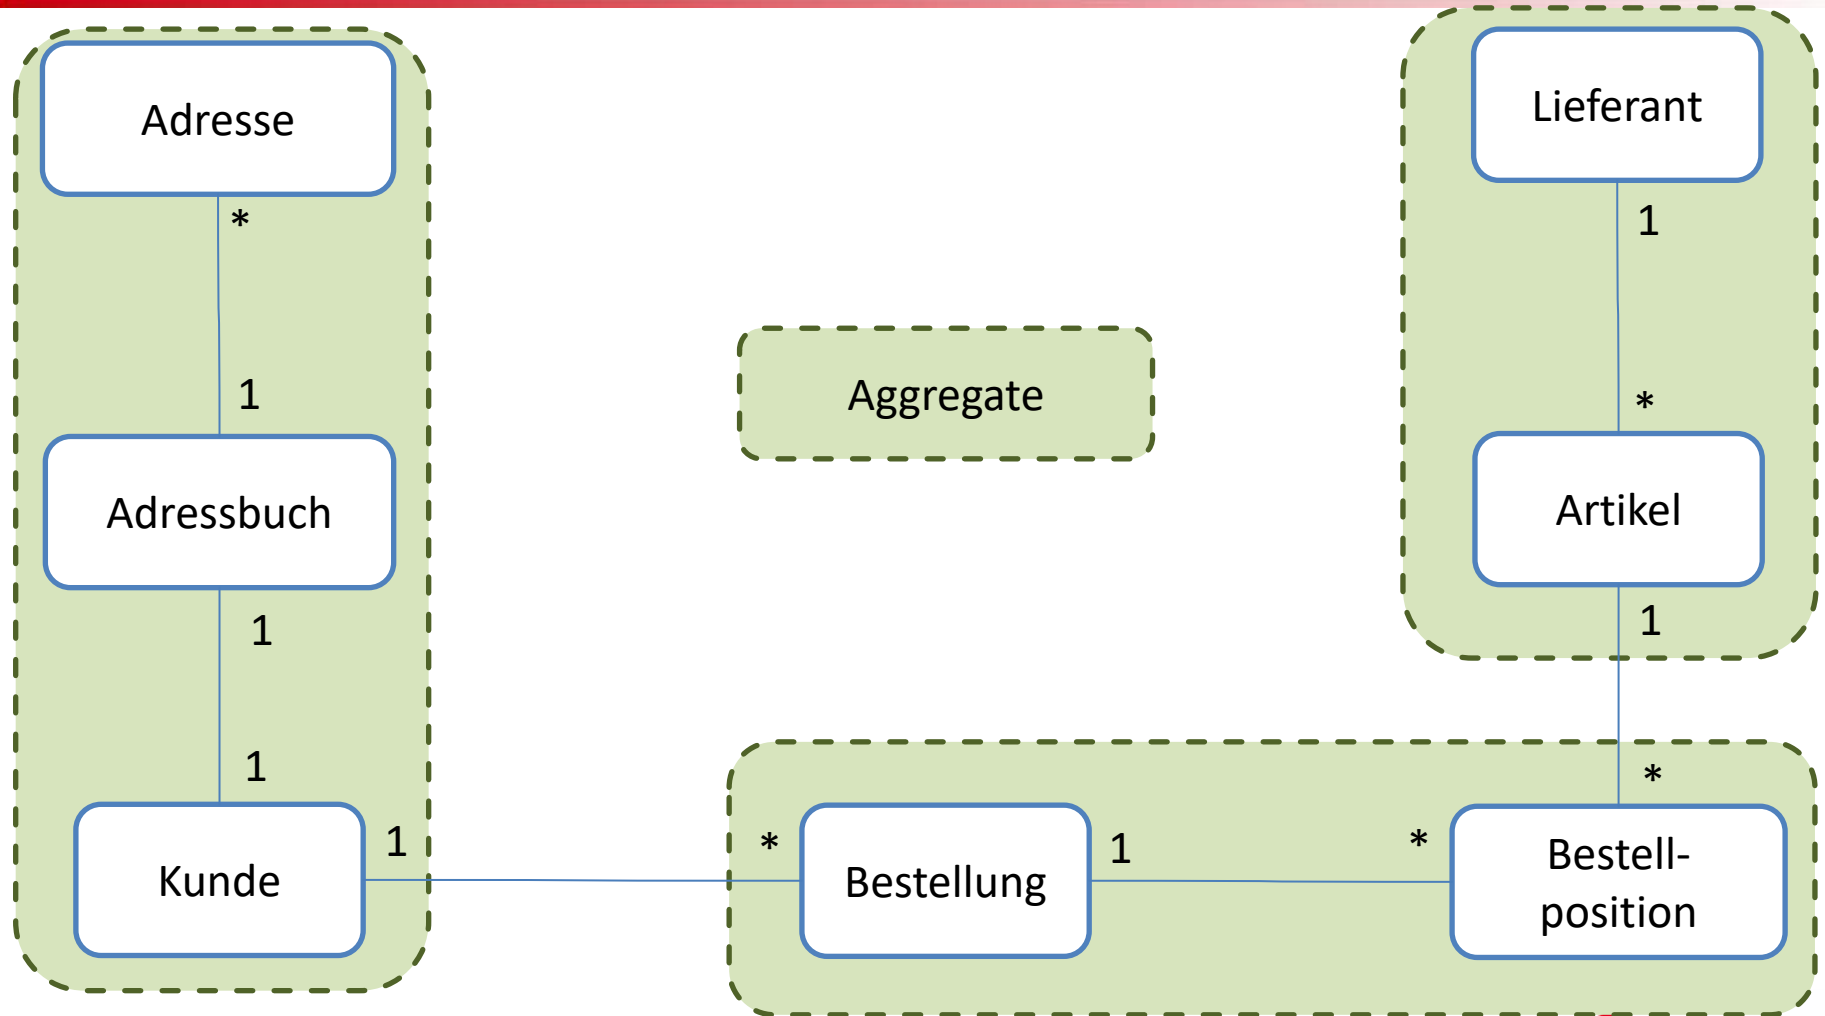 Adresse
Lieferant
*
1
Aggregate
1
*
Adressbuch
Artikel
1
1
1
*
Kunde
1
*
Bestellung
1
*
Bestell-
position